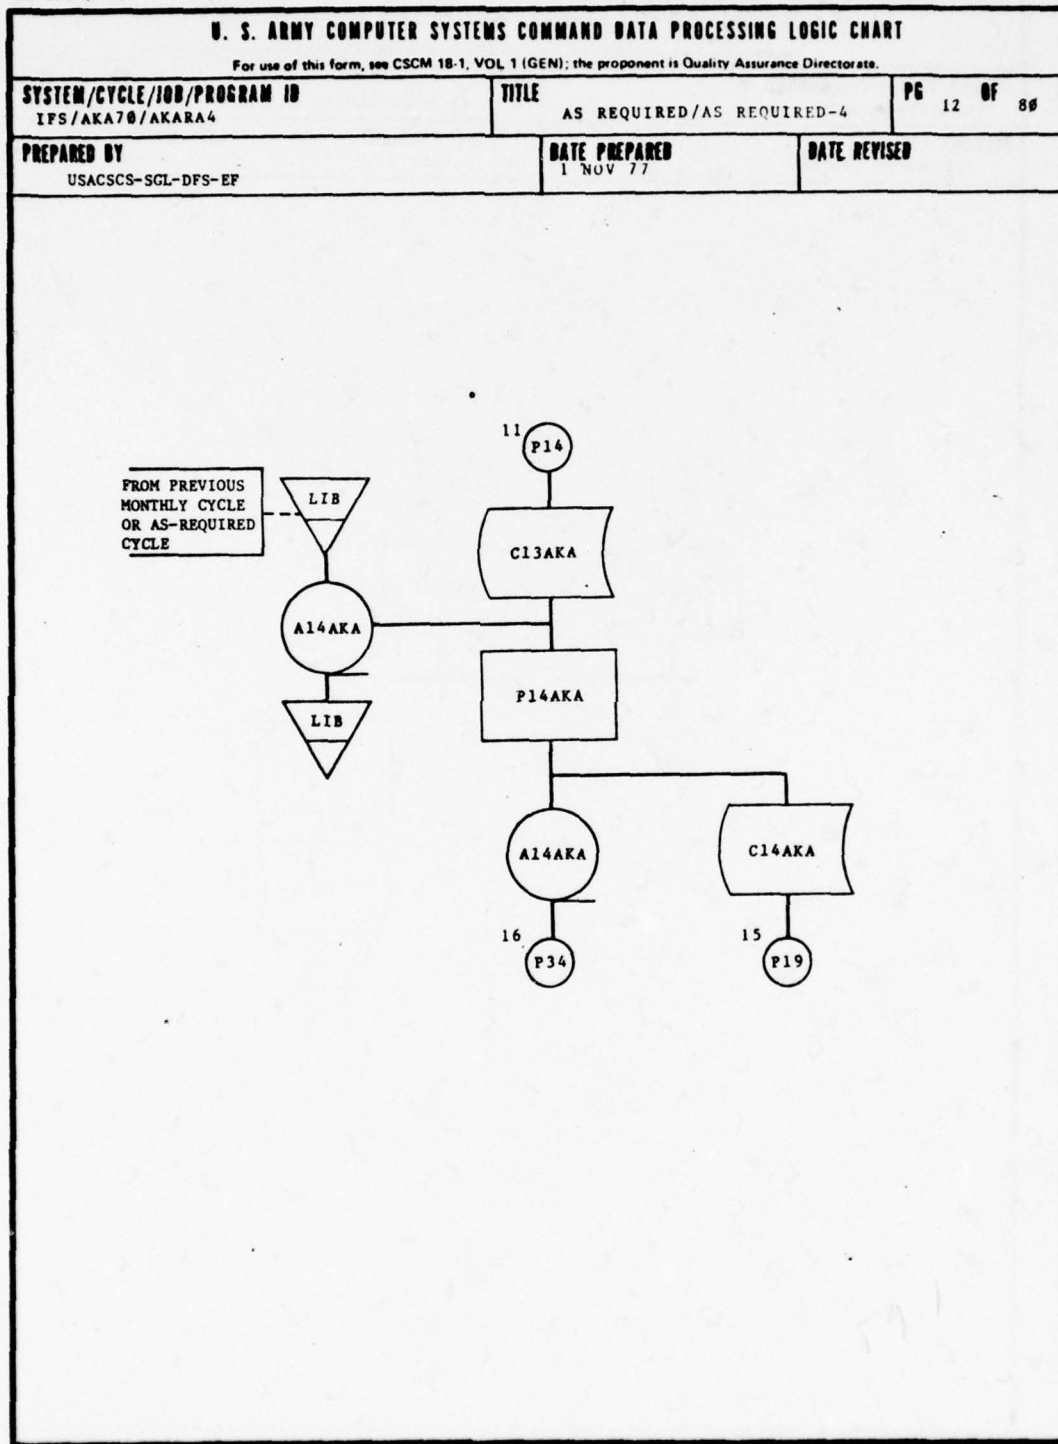 U. S. ARMY COMPUTER SYSTEMS COMMAND DATA PROCESSING LOGIC CHART
For use of this form, see CSCM 18-1, VOL 1 (GEN); the proponent is Quality Assurance Directorate.
SYSTEM/CYCLE/JOB/PROGRAM ID
IFS/AKA70/AKARA4
TITLE
AS REQUIRED/AS REQUIRED-4
PG 12 OF 80
PREPARED BY
USACSCS-SGL-DFS-EF
DATE PREPARED
1 NOV 77
DATE REVISED
11
P14
FROM PREVIOUS
MONTHLY CYCLE
OR AS-REQUIRED
CYCLE
LIB
C13AKA
A14AKA
P14AKA
LIB
A14AKA
C14AKA
16
P34
15
P19